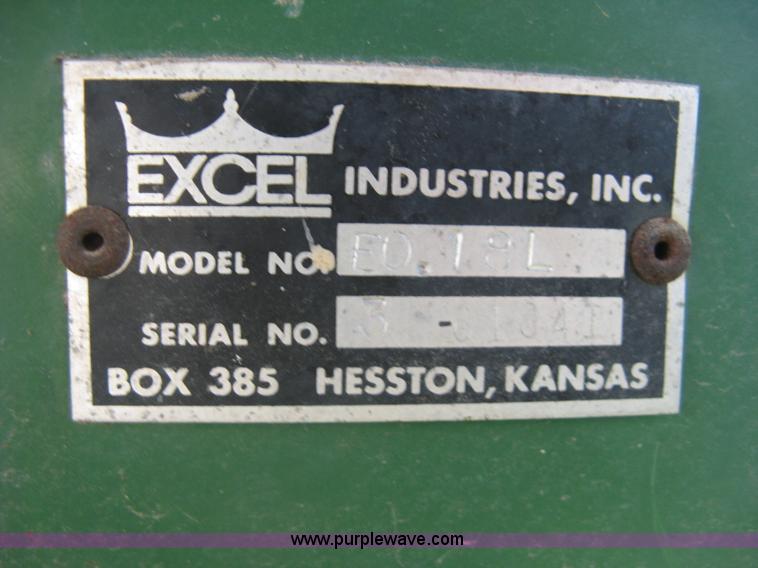 EXCEL INDUSTRIES, INC.
MODEL NO.
SERIAL NO.
BOX 385 HESSTON, KANSAS
www.purplewave.com